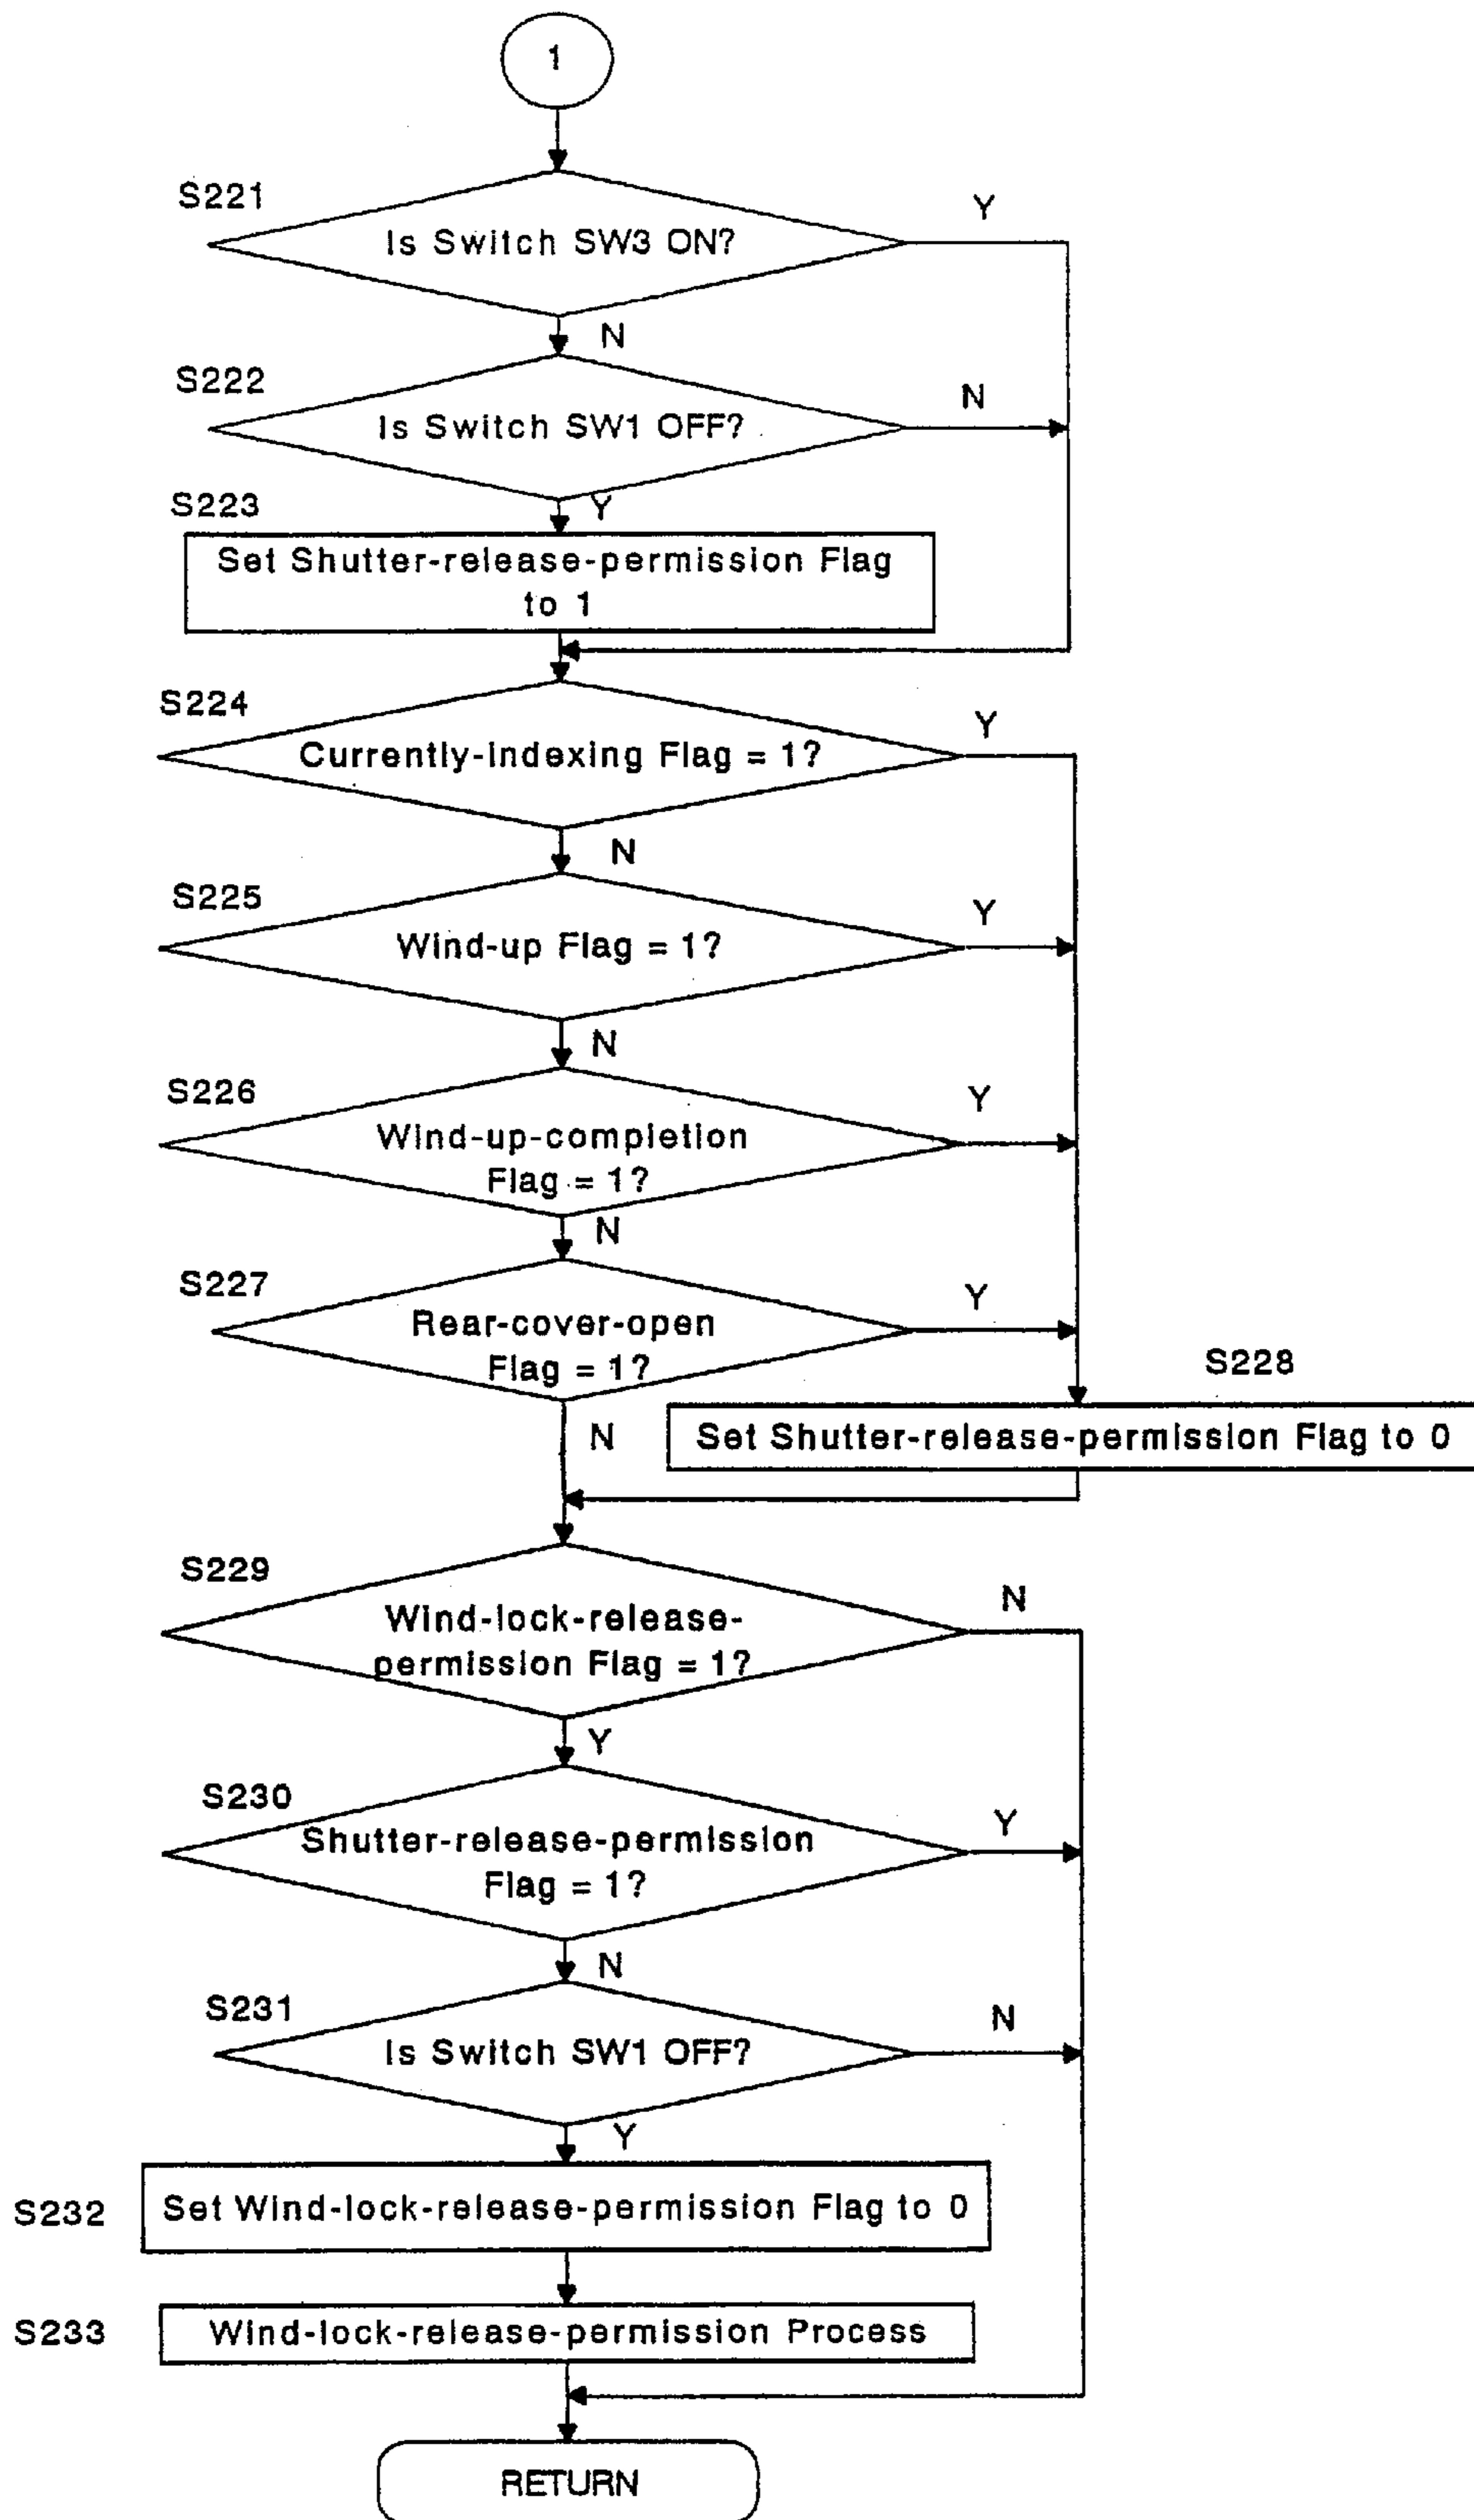 1
S221
Y
Is Switch SW3 ON?
N
S222
N
Is Switch SW1 OFF?
Y
S223
Set Shutter-release-permission Flag
to 1
S224
Y
Currently-indexing Flag = 1?
N
S225
Y
Wind-up Flag = 1?
N
S226
Y
Wind-up-completion
Flag = 1?
N
S227
Y
Rear-cover-open
Flag = 1?
S228
N
Set Shutter-release-permission Flag to 0
S229
N
Wind-lock-release-
permission Flag = 1?
Y
S230
Y
Shutter-release-permission
Flag = 1?
N
S231
N
Is Switch SW1 OFF?
Y
S232
Set Wind-lock-release-permission Flag to 0
S233
Wind-lock-release-permission Process
RETURN